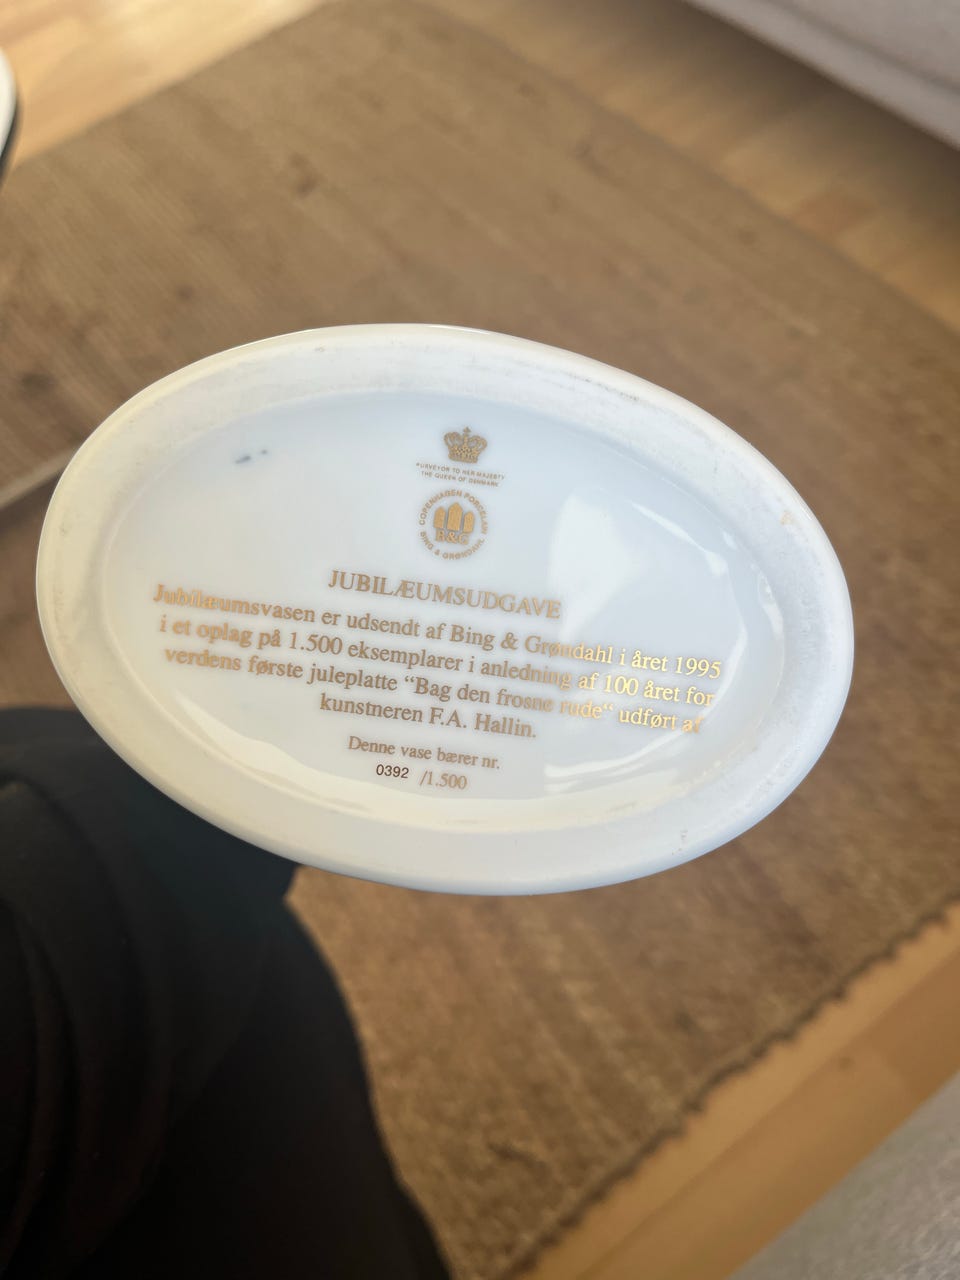 PURVEYOR TO HER MAJESTY
THE QUEEN OF DENMARK
COPENHAGEN PORCELAIN
B&G
BING & GRØNDAHL
JUBILÆUMSUDGAVE
Jubilæumsvasen er udsendt af Bing & Grøndahl i året 1995
i et oplag på 1.500 eksemplarer i anledning af 100 året for
verdens første juleplatte “Bag den frosne rude“ udført af
kunstneren F.A. Hallin.
Denne vase bærer nr.
0392 /1.500